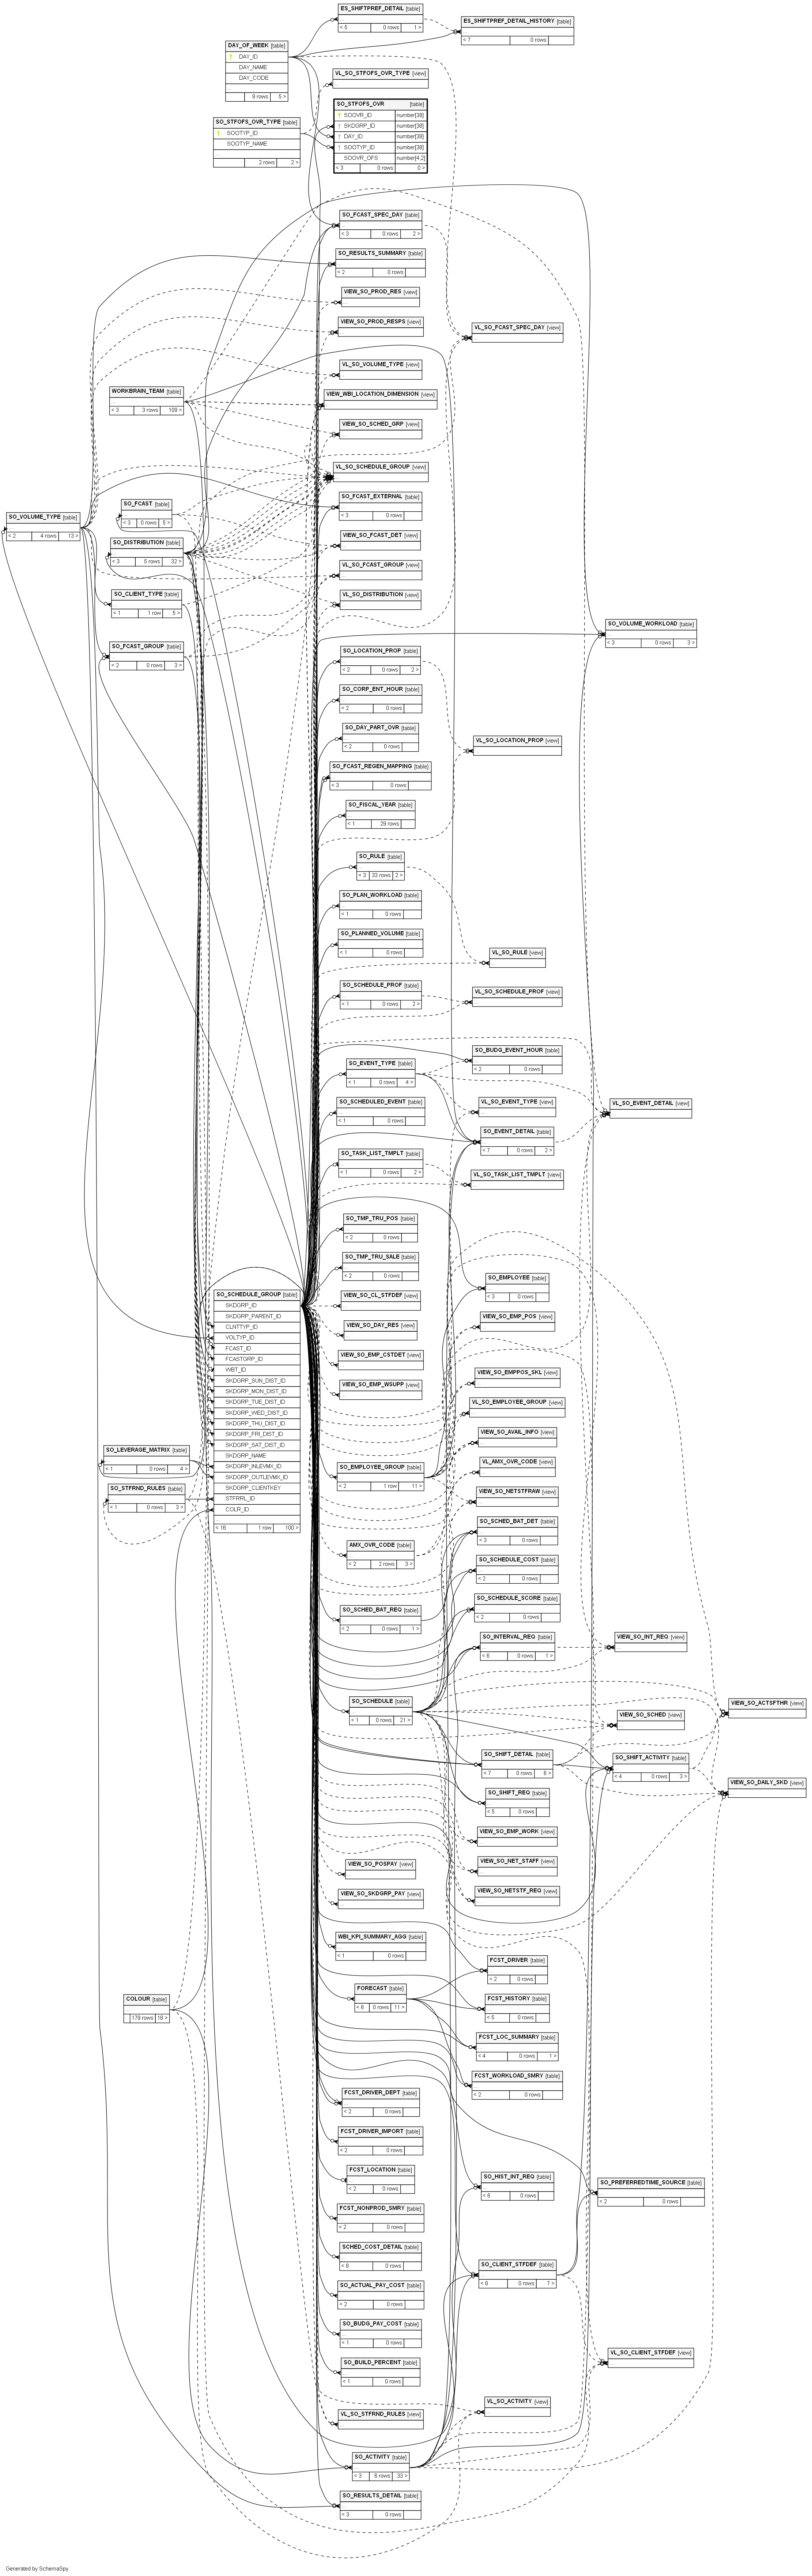 ES_SHIFTPREF_DETAIL [table]
...
< 5 0 rows 1 >
ES_SHIFTPREF_DETAIL_HISTORY [table]
...
< 7 0 rows
DAY_OF_WEEK [table]
DAY_ID
DAY_NAME
DAY_CODE
...
8 rows 5 >
VL_SO_STFOFS_OVR_TYPE [view]
...
SO_STFOFS_OVR [table]
SOOVR_ID number[38]
SKDGRP_ID number[38]
DAY_ID number[38]
SOOTYP_ID number[38]
SOOVR_OFS number[4,2]
< 3 0 rows 0 >
SO_STFOFS_OVR_TYPE [table]
SOOTYP_ID
SOOTYP_NAME
...
2 rows 2 >
SO_FCAST_SPEC_DAY [table]
...
< 3 0 rows 2 >
SO_RESULTS_SUMMARY [table]
...
< 2 0 rows
VIEW_SO_PROD_RES [view]
...
VIEW_SO_PROD_RESPS [view]
...
VL_SO_FCAST_SPEC_DAY [view]
...
VL_SO_VOLUME_TYPE [view]
...
WORKBRAIN_TEAM [table]
...
< 3 3 rows 109 >
VIEW_WBI_LOCATION_DIMENSION [view]
...
VIEW_SO_SCHED_GRP [view]
...
VL_SO_SCHEDULE_GROUP [view]
...
SO_FCAST [table]
...
< 3 0 rows 5 >
SO_FCAST_EXTERNAL [table]
...
< 3 0 rows
SO_VOLUME_TYPE [table]
...
< 2 4 rows 13 >
SO_DISTRIBUTION [table]
...
< 3 5 rows 32 >
VIEW_SO_FCAST_DET [view]
...
VL_SO_FCAST_GROUP [view]
...
SO_CLIENT_TYPE [table]
...
< 1 1 row 5 >
VL_SO_DISTRIBUTION [view]
...
SO_VOLUME_WORKLOAD [table]
...
< 3 0 rows 3 >
SO_FCAST_GROUP [table]
...
< 2 0 rows 3 >
SO_LOCATION_PROP [table]
...
< 2 0 rows 2 >
SO_CORP_ENT_HOUR [table]
...
< 2 0 rows
SO_DAY_PART_OVR [table]
...
< 2 0 rows
VL_SO_LOCATION_PROP [view]
...
SO_FCAST_REGEN_MAPPING [table]
...
< 3 0 rows
SO_FISCAL_YEAR [table]
...
< 1 29 rows
SO_RULE [table]
...
< 3 33 rows 2 >
SO_PLAN_WORKLOAD [table]
...
< 1 0 rows
SO_PLANNED_VOLUME [table]
...
< 1 0 rows
VL_SO_RULE [view]
...
SO_SCHEDULE_PROF [table]
...
< 1 0 rows 2 >
VL_SO_SCHEDULE_PROF [view]
...
SO_EVENT_TYPE [table]
...
< 1 0 rows 4 >
SO_BUDG_EVENT_HOUR [table]
...
< 2 0 rows
SO_SCHEDULED_EVENT [table]
...
< 1 0 rows
VL_SO_EVENT_TYPE [view]
...
VL_SO_EVENT_DETAIL [view]
...
SO_EVENT_DETAIL [table]
...
< 7 0 rows 2 >
SO_TASK_LIST_TMPLT [table]
...
< 1 0 rows 2 >
VL_SO_TASK_LIST_TMPLT [view]
...
SO_TMP_TRU_POS [table]
...
< 2 0 rows
SO_TMP_TRU_SALE [table]
...
< 2 0 rows
SO_EMPLOYEE [table]
...
< 3 0 rows
SO_SCHEDULE_GROUP [table]
SKDGRP_ID
SKDGRP_PARENT_ID
CLNTTYP_ID
VOLTYP_ID
FCAST_ID
FCASTGRP_ID
WBT_ID
SKDGRP_SUN_DIST_ID
SKDGRP_MON_DIST_ID
SKDGRP_TUE_DIST_ID
SKDGRP_WED_DIST_ID
SKDGRP_THU_DIST_ID
SKDGRP_FRI_DIST_ID
SKDGRP_SAT_DIST_ID
SKDGRP_NAME
SKDGRP_INLEVMX_ID
SKDGRP_OUTLEVMX_ID
SKDGRP_CLIENTKEY
STFRRL_ID
COLR_ID
...
< 16 1 row 100 >
VIEW_SO_CL_STFDEF [view]
...
VIEW_SO_EMP_POS [view]
...
VIEW_SO_DAY_RES [view]
...
VIEW_SO_EMP_CSTDET [view]
...
VIEW_SO_EMPPOS_SKL [view]
...
VIEW_SO_EMP_WSUPP [view]
...
VL_SO_EMPLOYEE_GROUP [view]
...
VIEW_SO_AVAIL_INFO [view]
...
SO_LEVERAGE_MATRIX [table]
...
< 1 0 rows 4 >
SO_EMPLOYEE_GROUP [table]
...
< 2 1 row 11 >
VL_AMX_OVR_CODE [view]
...
SO_STFRND_RULES [table]
...
< 1 0 rows 3 >
VIEW_SO_NETSTFRAW [view]
...
AMX_OVR_CODE [table]
...
< 2 2 rows 3 >
SO_SCHED_BAT_DET [table]
...
< 3 0 rows
SO_SCHEDULE_COST [table]
...
< 2 0 rows
SO_SCHED_BAT_REQ [table]
...
< 2 0 rows 1 >
SO_SCHEDULE_SCORE [table]
...
< 2 0 rows
SO_INTERVAL_REQ [table]
...
< 6 0 rows 1 >
VIEW_SO_INT_REQ [view]
...
SO_SCHEDULE [table]
...
< 1 0 rows 21 >
VIEW_SO_ACTSFTHR [view]
...
VIEW_SO_SCHED [view]
...
SO_SHIFT_DETAIL [table]
...
< 7 0 rows 6 >
SO_SHIFT_ACTIVITY [table]
...
< 4 0 rows 3 >
VIEW_SO_DAILY_SKD [view]
...
SO_SHIFT_REQ [table]
...
< 5 0 rows
VIEW_SO_EMP_WORK [view]
...
VIEW_SO_POSPAY [view]
...
VIEW_SO_NET_STAFF [view]
...
VIEW_SO_SKDGRP_PAY [view]
...
VIEW_SO_NETSTF_REQ [view]
...
WBI_KPI_SUMMARY_AGG [table]
...
< 1 0 rows
FCST_DRIVER [table]
...
< 2 0 rows
FORECAST [table]
...
< 8 0 rows 11 >
COLOUR [table]
...
178 rows 18 >
FCST_HISTORY [table]
...
< 5 0 rows
FCST_LOC_SUMMARY [table]
...
< 4 0 rows 1 >
FCST_WORKLOAD_SMRY [table]
...
< 2 0 rows
FCST_DRIVER_DEPT [table]
...
< 2 0 rows
FCST_DRIVER_IMPORT [table]
...
< 2 0 rows
FCST_LOCATION [table]
...
< 2 0 rows
SO_HIST_INT_REQ [table]
...
< 6 0 rows
SO_PREFERREDTIME_SOURCE [table]
...
< 2 0 rows
FCST_NONPROD_SMRY [table]
...
< 2 0 rows
SCHED_COST_DETAIL [table]
...
< 8 0 rows
SO_CLIENT_STFDEF [table]
...
< 8 0 rows 7 >
SO_ACTUAL_PAY_COST [table]
...
< 2 0 rows
SO_BUDG_PAY_COST [table]
...
< 1 0 rows
VL_SO_CLIENT_STFDEF [view]
...
SO_BUILD_PERCENT [table]
...
< 1 0 rows
VL_SO_STFRND_RULES [view]
...
VL_SO_ACTIVITY [view]
...
SO_ACTIVITY [table]
...
< 3 8 rows 33 >
SO_RESULTS_DETAIL [table]
...
< 3 0 rows
Generated by SchemaSpy